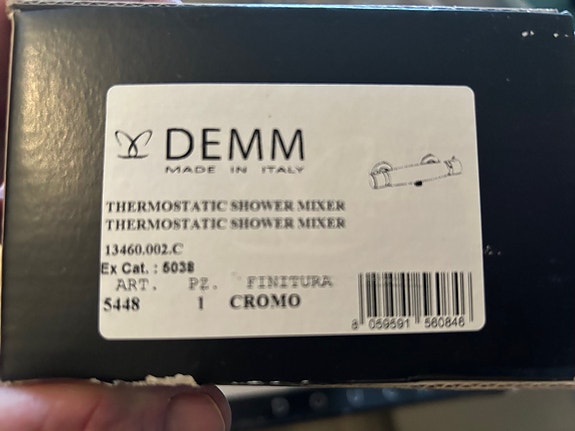 DEMM
MADE IN ITALY
THERMOSTATIC SHOWER MIXER
THERMOSTATIC SHOWER MIXER
13460.002.C
Ex Cat. : 5038
ART. PZ. FINITURA
5448 1 CROMO
8 059591 560846